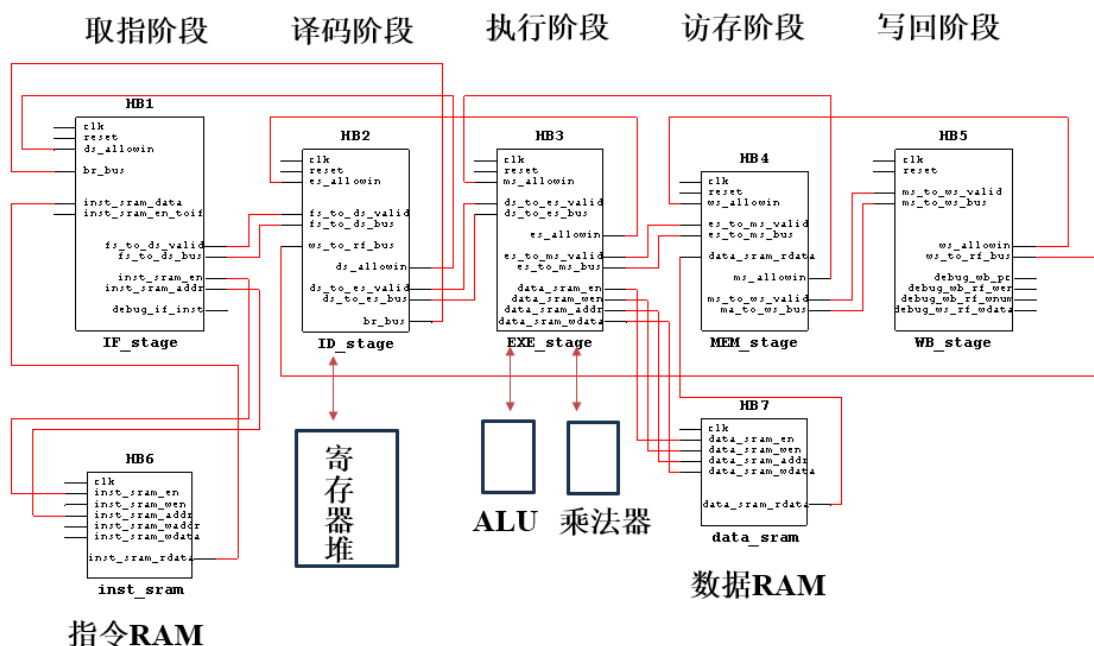 取指阶段
译码阶段
执行阶段
访存阶段
写回阶段
HB1
clk
reset
ds_allowin
br_bus
inst_sram_data
inst_sram_en_toif
fs_to_ds_valid
fs_to_ds_bus
inst_sram_en
inst_sram_addr
debug_if_inst
IF_stage
HB2
clk
reset
es_allowin
fs_to_ds_valid
fs_to_ds_bus
ws_to_rf_bus
ds_allowin
ds_to_es_valid
ds_to_es_bus
br_bus
ID_stage
HB3
clk
reset
ms_allowin
ds_to_es_valid
ds_to_es_bus
es_allowin
es_to_ms_valid
es_to_ms_bus
data_sram_en
data_sram_wen
data_sram_addr
data_sram_wdata
EXE_stage
HB4
clk
reset
ws_allowin
es_to_ms_valid
es_to_ms_bus
data_sram_rdata
ms_allowin
ms_to_ws_valid
ma_to_ws_bus
MEM_stage
HB5
clk
reset
ms_to_ws_valid
ms_to_ws_bus
ws_allowin
ws_to_rf_bus
debug_wb_pc
debug_wb_rf_wen
debug_wb_rf_wnum
debug_ws_rf_wdata
WB_stage
HB6
clk
inst_sram_en
inst_sram_wen
inst_sram_addr
inst_sram_waddr
inst_sram_wdata
inst_sram_rdata
inst_sram
指令RAM
寄存器堆
ALU
乘法器
HB7
clk
data_sram_en
data_sram_wen
data_sram_addr
data_sram_wdata
data_sram_rdata
data_sram
数据RAM